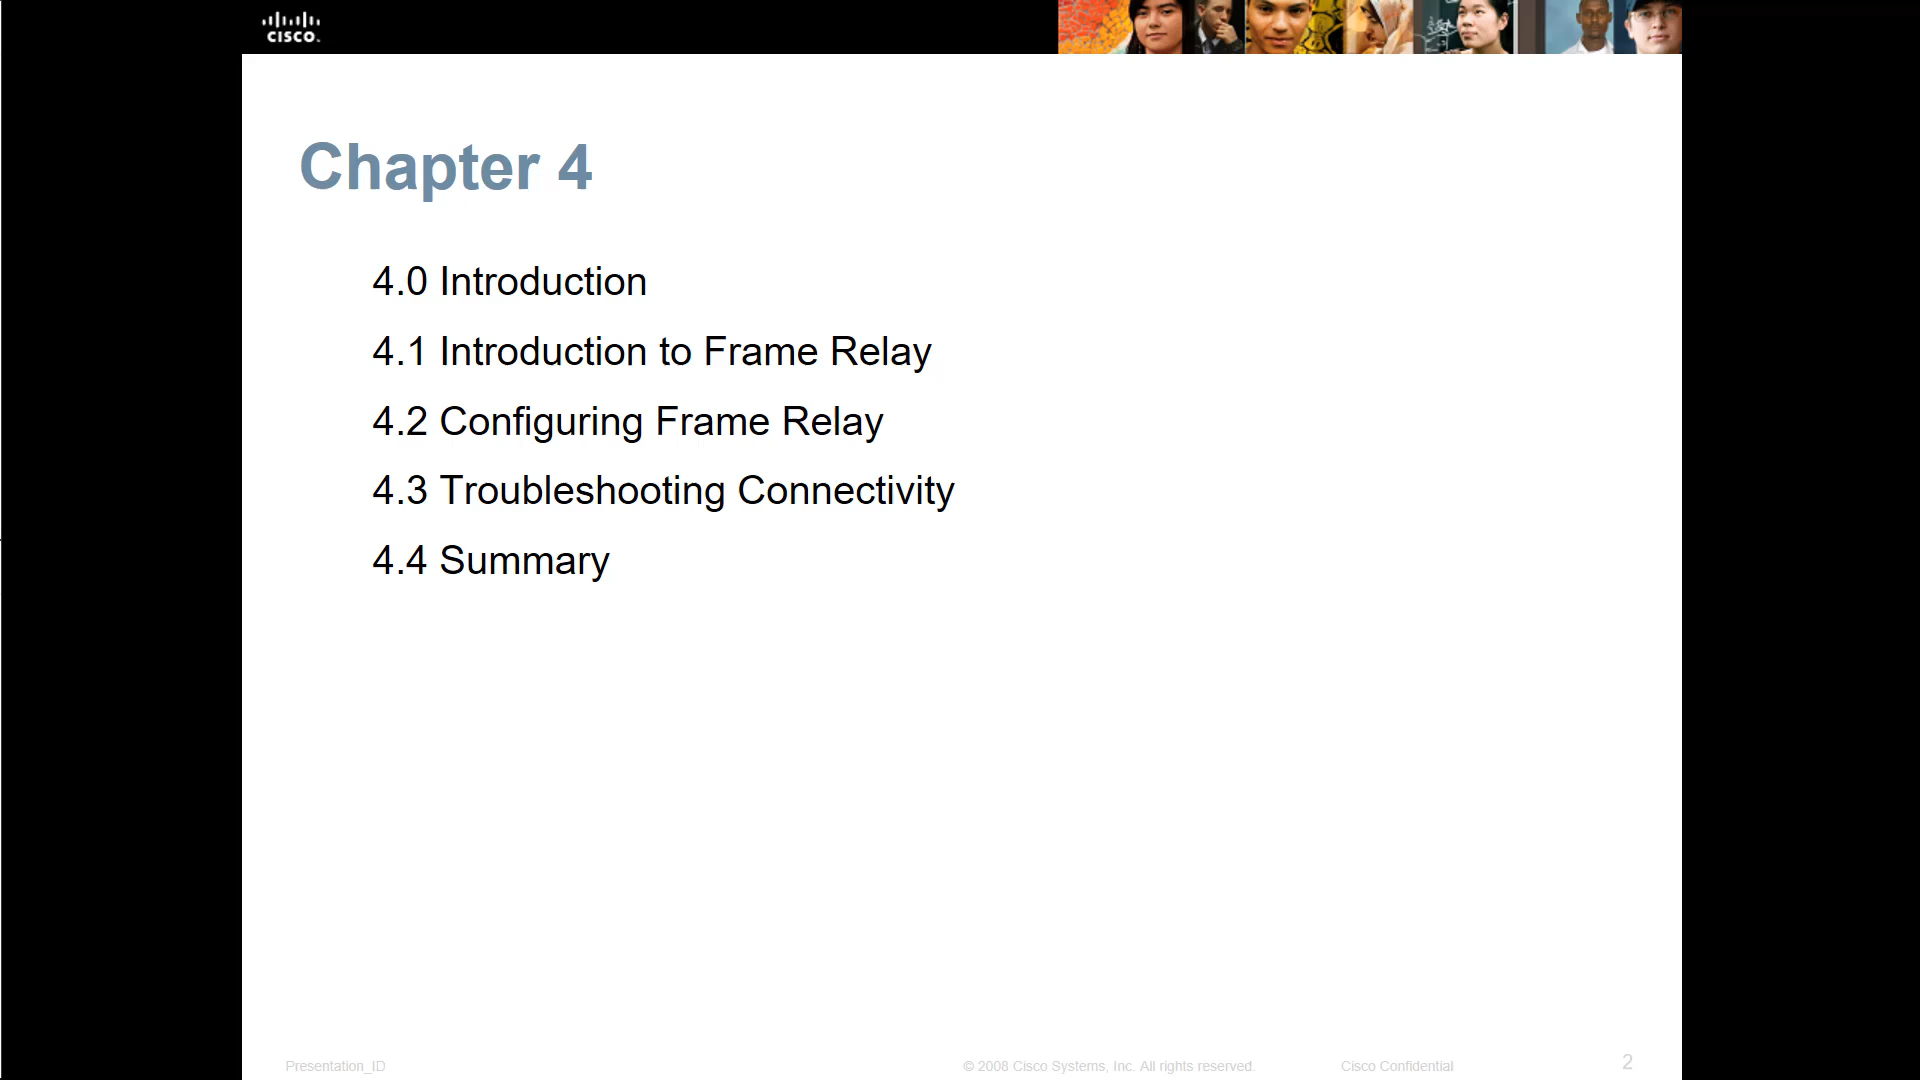 cisco.
Chapter 4
4.0 Introduction
4.1 Introduction to Frame Relay
4.2 Configuring Frame Relay
4.3 Troubleshooting Connectivity
4.4 Summary
Presentation_ID © 2008 Cisco Systems, Inc. All rights reserved. Cisco Confidential 2